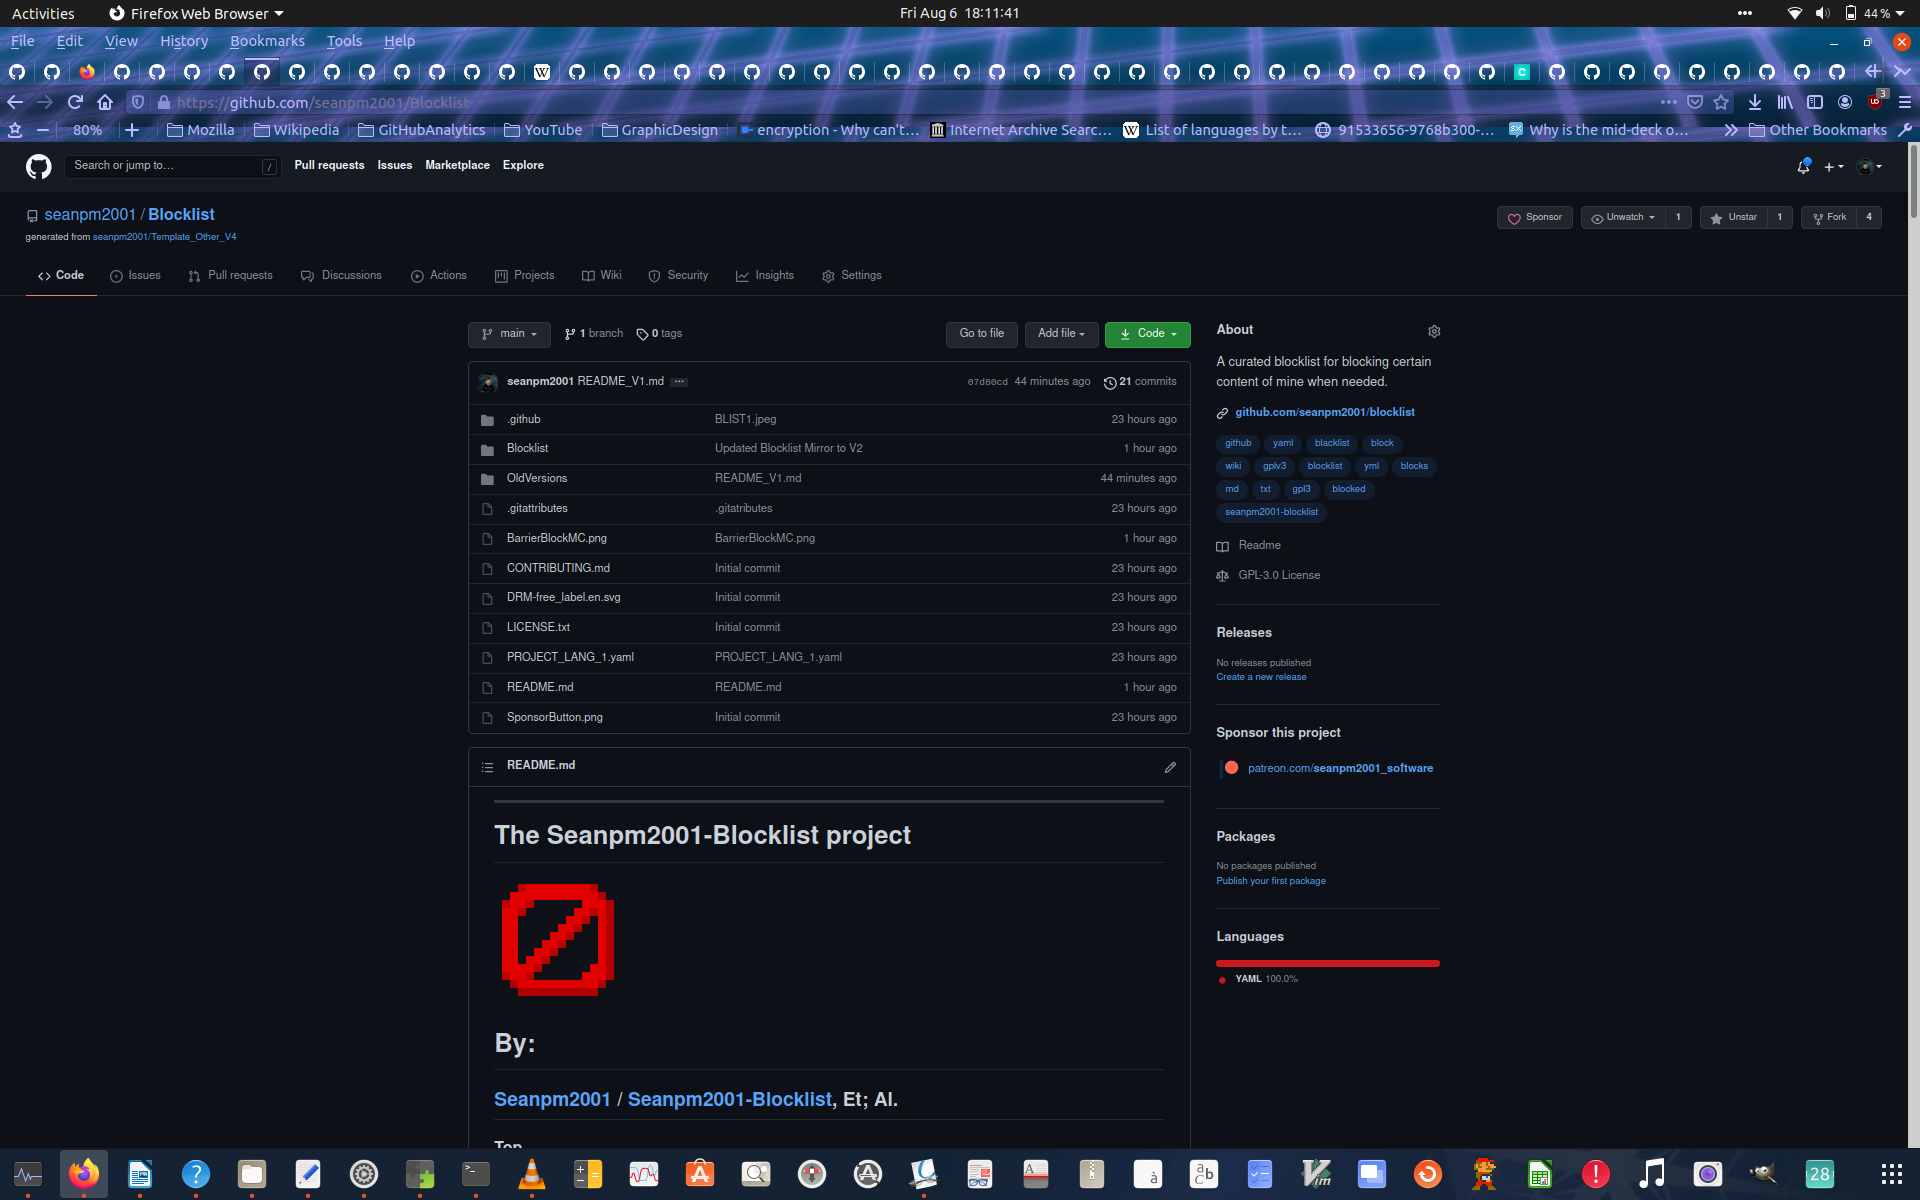 Activities
Firefox Web Browser
Fri Aug 6 18:11:41
44 %
File Edit View History Bookmarks Tools Help
https://github.com/seanpm2001/Blocklist
3
80%
Mozilla
Wikipedia
GitHubAnalytics
YouTube
GraphicDesign
encryption - Why can't…
Internet Archive Searc…
List of languages by t…
91533656-9768b300-…
Why is the mid-deck o…
Other Bookmarks
Search or jump to…
/
Pull requests Issues Marketplace Explore
seanpm2001 / Blocklist
generated from seanpm2001/Template_Other_V4
Sponsor
Unwatch 1
Unstar 1
Fork 4
Code
Issues
Pull requests
Discussions
Actions
Projects
Wiki
Security
Insights
Settings
main
1 branch
0 tags
Go to file
Add file
Code
seanpm2001 README_V1.md ... 07d80cd 44 minutes ago 21 commits
.github BLIST1.jpeg 23 hours ago
Blocklist Updated Blocklist Mirror to V2 1 hour ago
OldVersions README_V1.md 44 minutes ago
.gitattributes .gitatributes 23 hours ago
BarrierBlockMC.png BarrierBlockMC.png 1 hour ago
CONTRIBUTING.md Initial commit 23 hours ago
DRM-free_label.en.svg Initial commit 23 hours ago
LICENSE.txt Initial commit 23 hours ago
PROJECT_LANG_1.yaml PROJECT_LANG_1.yaml 23 hours ago
README.md README.md 1 hour ago
SponsorButton.png Initial commit 23 hours ago
README.md
The Seanpm2001-Blocklist project
By:
Seanpm2001 / Seanpm2001-Blocklist, Et; Al.
Top
About
A curated blocklist for blocking certain
content of mine when needed.
github.com/seanpm2001/blocklist
github yaml blacklist block
wiki gplv3 blocklist yml blocks
md txt gpl3 blocked
seanpm2001-blocklist
Readme
GPL-3.0 License
Releases
No releases published
Create a new release
Sponsor this project
patreon.com/seanpm2001_software
Packages
No packages published
Publish your first package
Languages
YAML 100.0%
28